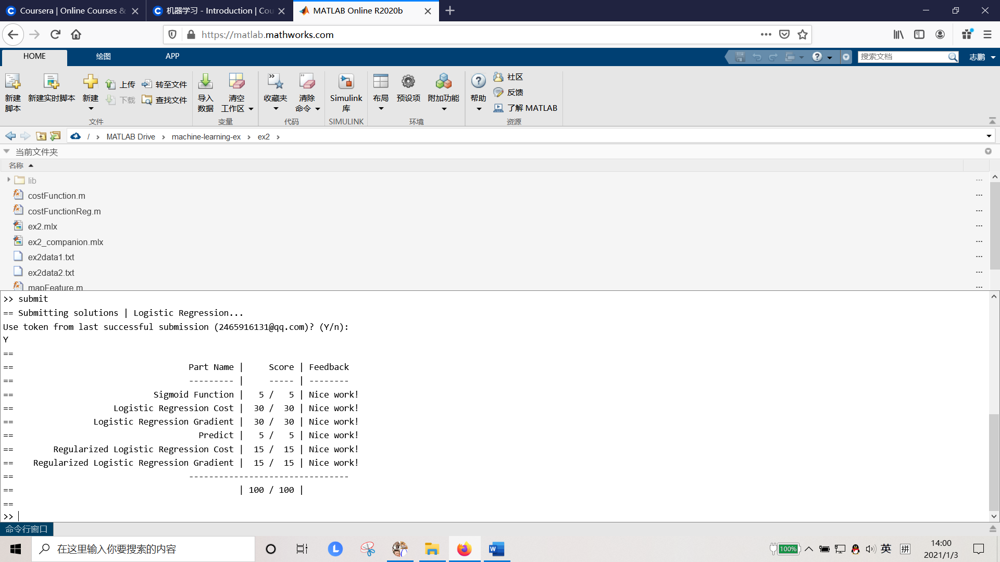 Coursera | Online Courses &
机器学习 - Introduction | Cou
MATLAB Online R2020b
https://matlab.mathworks.com
HOME
绘图
APP
搜索文档
志鹏
新建
脚本
新建实时脚本
新建
上传
下载
转至文件
查找文件
文件
导入
数据
清空
工作区
变量
收藏夹
清除
命令
代码
Simulink
库
SIMULINK
布局
预设项
附加功能
环境
帮助
社区
反馈
了解 MATLAB
资源
/ › MATLAB Drive › machine-learning-ex › ex2 ›
当前文件夹
名称
lib
costFunction.m
costFunctionReg.m
ex2.mlx
ex2_companion.mlx
ex2data1.txt
ex2data2.txt
mapFeature.m
>> submit
== Submitting solutions | Logistic Regression...
Use token from last successful submission (2465916131@qq.com)? (Y/n):
Y
==
== Part Name | Score | Feedback
== --------- | ----- | --------
== Sigmoid Function | 5 / 5 | Nice work!
== Logistic Regression Cost | 30 / 30 | Nice work!
== Logistic Regression Gradient | 30 / 30 | Nice work!
== Predict | 5 / 5 | Nice work!
== Regularized Logistic Regression Cost | 15 / 15 | Nice work!
== Regularized Logistic Regression Gradient | 15 / 15 | Nice work!
== --------------------------------
== | 100 / 100 |
==
>>
命令行窗口
在这里输入你要搜索的内容
100%
英
拼
14:00
2021/1/3